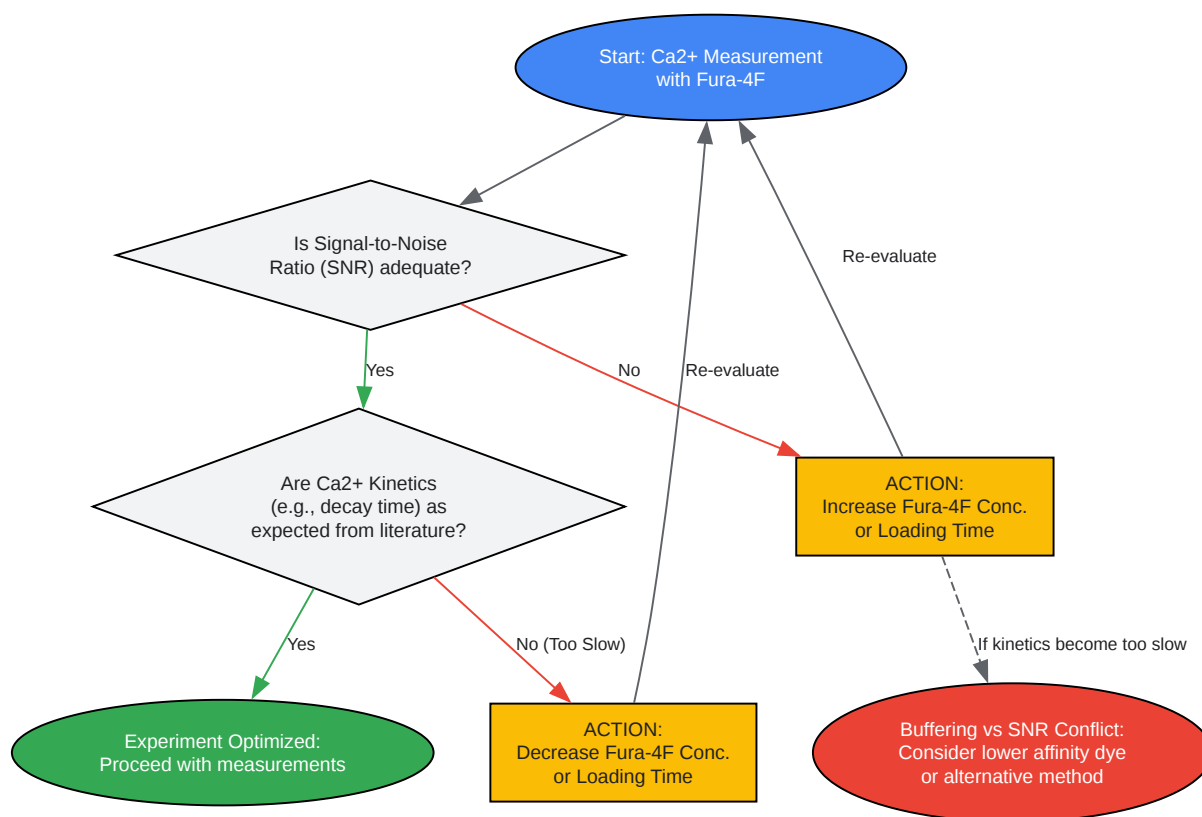 Start: Ca2+ Measurement
with Fura-4F
Is Signal-to-Noise
Ratio (SNR) adequate?
Re-evaluate
Yes
No
Re-evaluate
Are Ca2+ Kinetics
(e.g., decay time) as
expected from literature?
ACTION:
Increase Fura-4F Conc.
or Loading Time
Yes
No (Too Slow)
If kinetics become too slow
Experiment Optimized:
Proceed with measurements
ACTION:
Decrease Fura-4F Conc.
or Loading Time
Buffering vs SNR Conflict:
Consider lower affinity dye
or alternative method